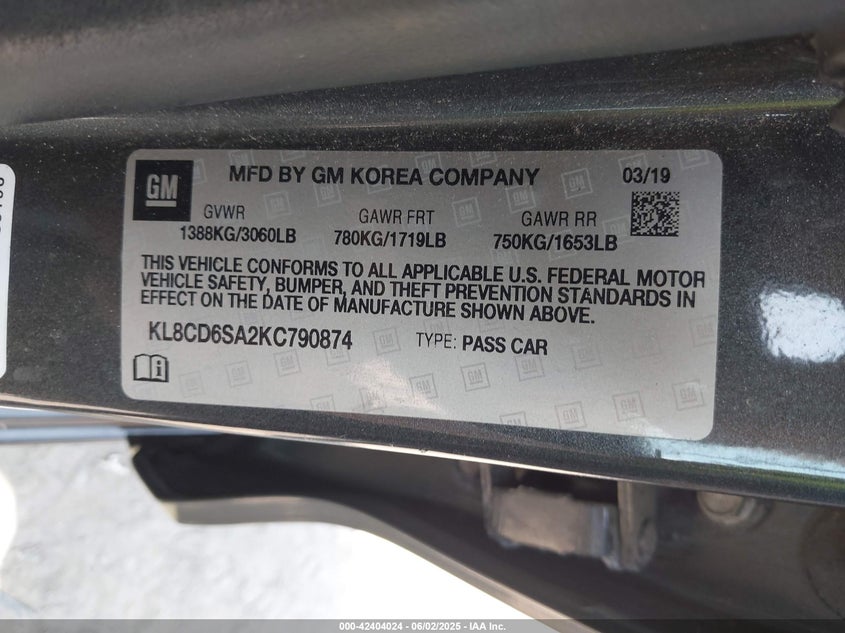 GM
MFD BY GM KOREA COMPANY 03/19
GVWR GAWR FRT GAWR RR
1388KG/3060LB 780KG/1719LB 750KG/1653LB
THIS VEHICLE CONFORMS TO ALL APPLICABLE U.S. FEDERAL MOTOR
VEHICLE SAFETY, BUMPER, AND THEFT PREVENTION STANDARDS IN
EFFECT ON THE DATE OF MANUFACTURE SHOWN ABOVE.
KL8CD6SA2KC790874 TYPE: PASS CAR
000-42404024 | 06/02/2025 - IAA Inc.